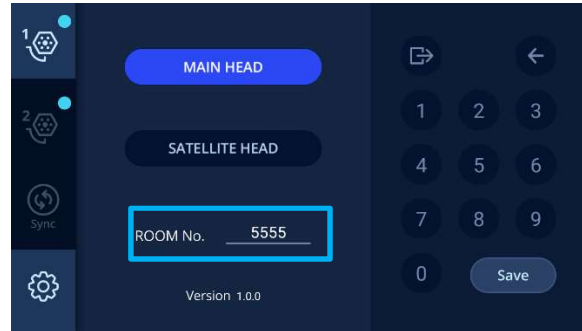 1
2
Sync
MAIN HEAD
SATELLITE HEAD
ROOM No. 5555
Version 1.0.0
1 2 3
4 5 6
7 8 9
0 Save